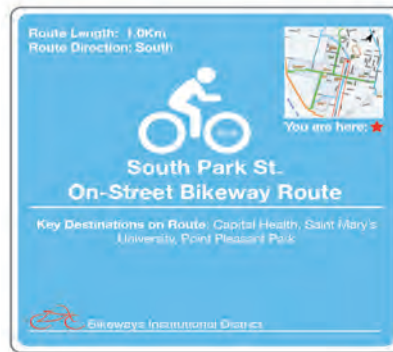 Route Length: 1.0Km
Route Direction: South
You are here:
South Park St.
On-Street Bikeway Route
Key Destinations on Route: Capital Health, Saint Mary's
University, Point Pleasant Park
Bikeways Institutional District